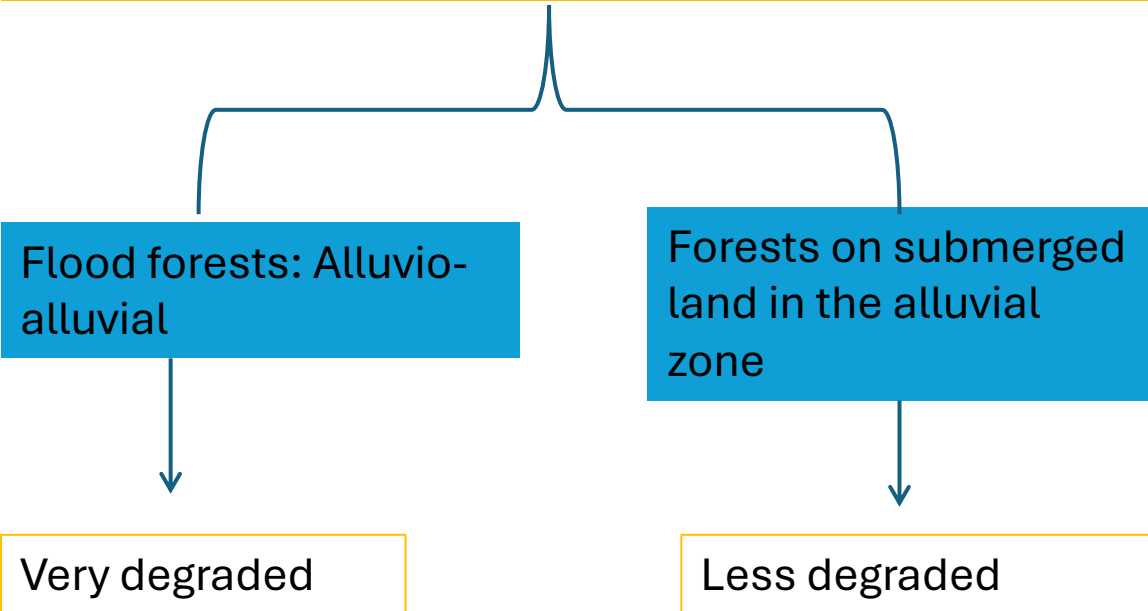 Flood forests: Alluvio-
alluvial
Forests on submerged
land in the alluvial
zone
Very degraded
Less degraded